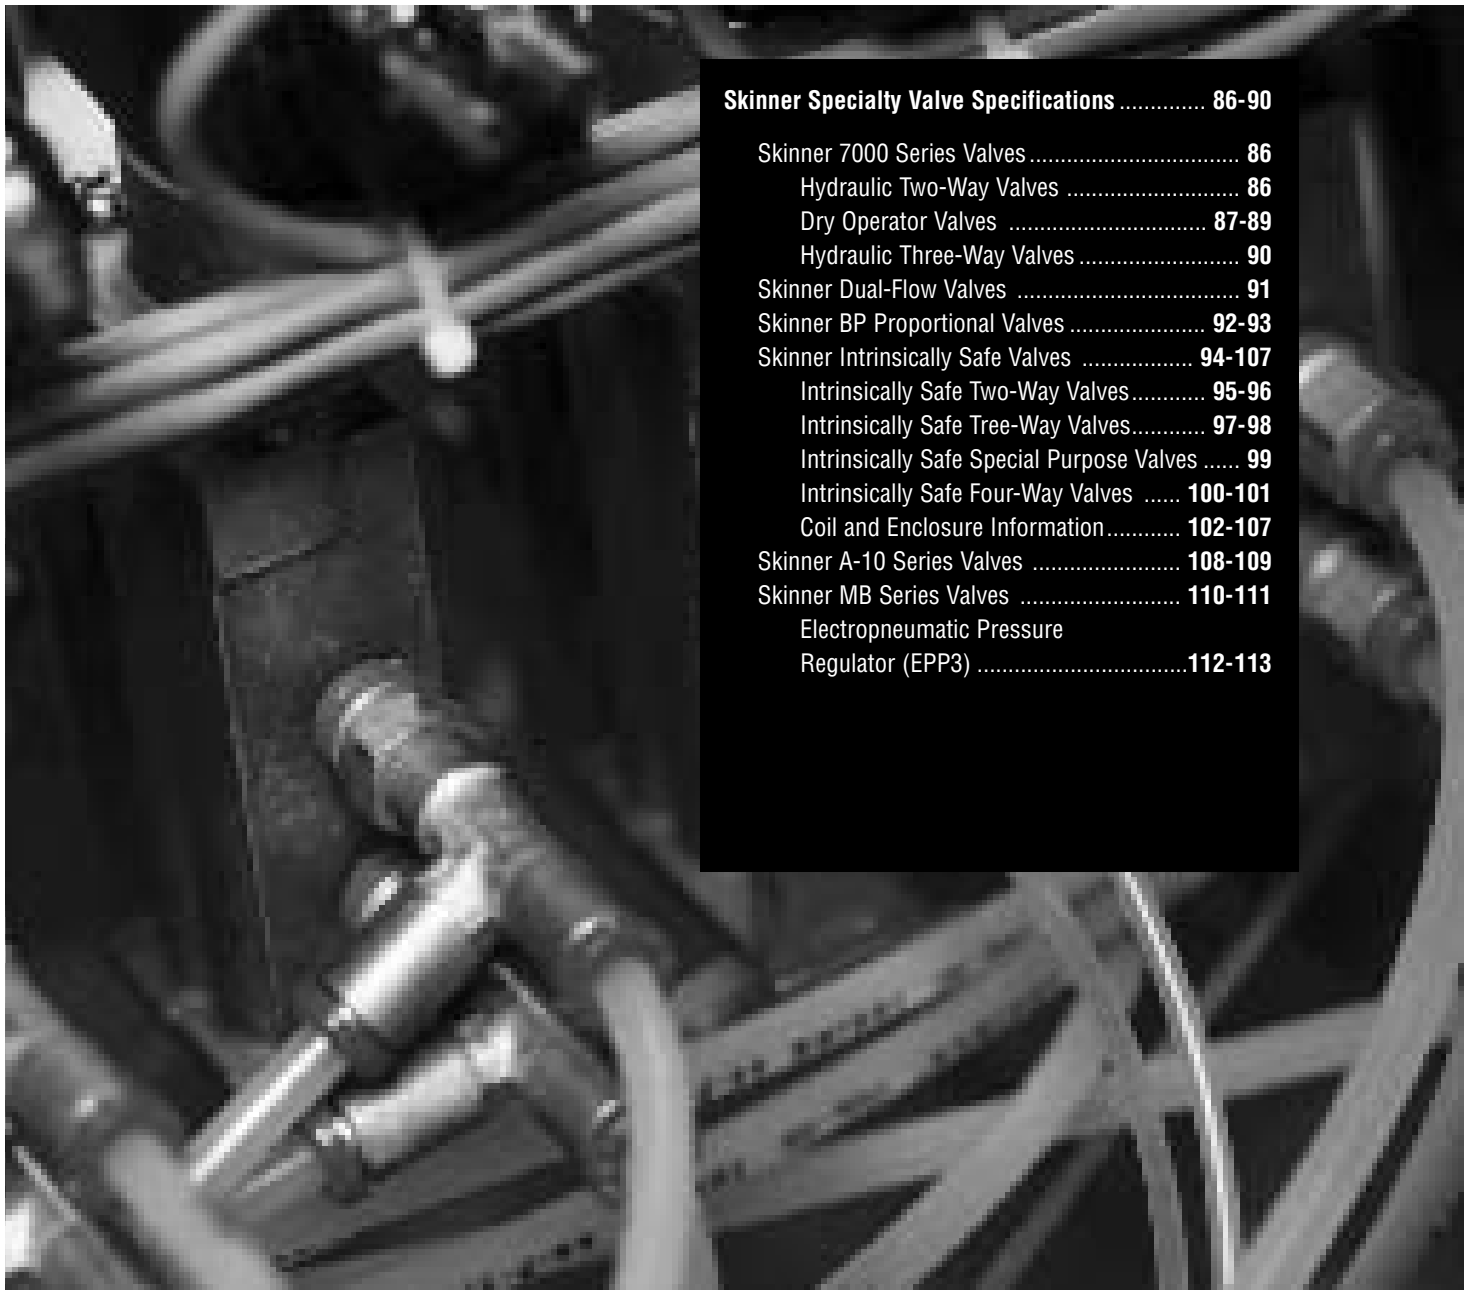 Skinner Specialty Valve Specifications .............. 86-90
Skinner 7000 Series Valves .................................. 86
Hydraulic Two-Way Valves ............................ 86
Dry Operator Valves ................................ 87-89
Hydraulic Three-Way Valves .......................... 90
Skinner Dual-Flow Valves .................................... 91
Skinner BP Proportional Valves ...................... 92-93
Skinner Intrinsically Safe Valves .................. 94-107
Intrinsically Safe Two-Way Valves............ 95-96
Intrinsically Safe Tree-Way Valves............ 97-98
Intrinsically Safe Special Purpose Valves ...... 99
Intrinsically Safe Four-Way Valves ...... 100-101
Coil and Enclosure Information............ 102-107
Skinner A-10 Series Valves ........................ 108-109
Skinner MB Series Valves .......................... 110-111
Electropneumatic Pressure
Regulator (EPP3) ..................................112-113